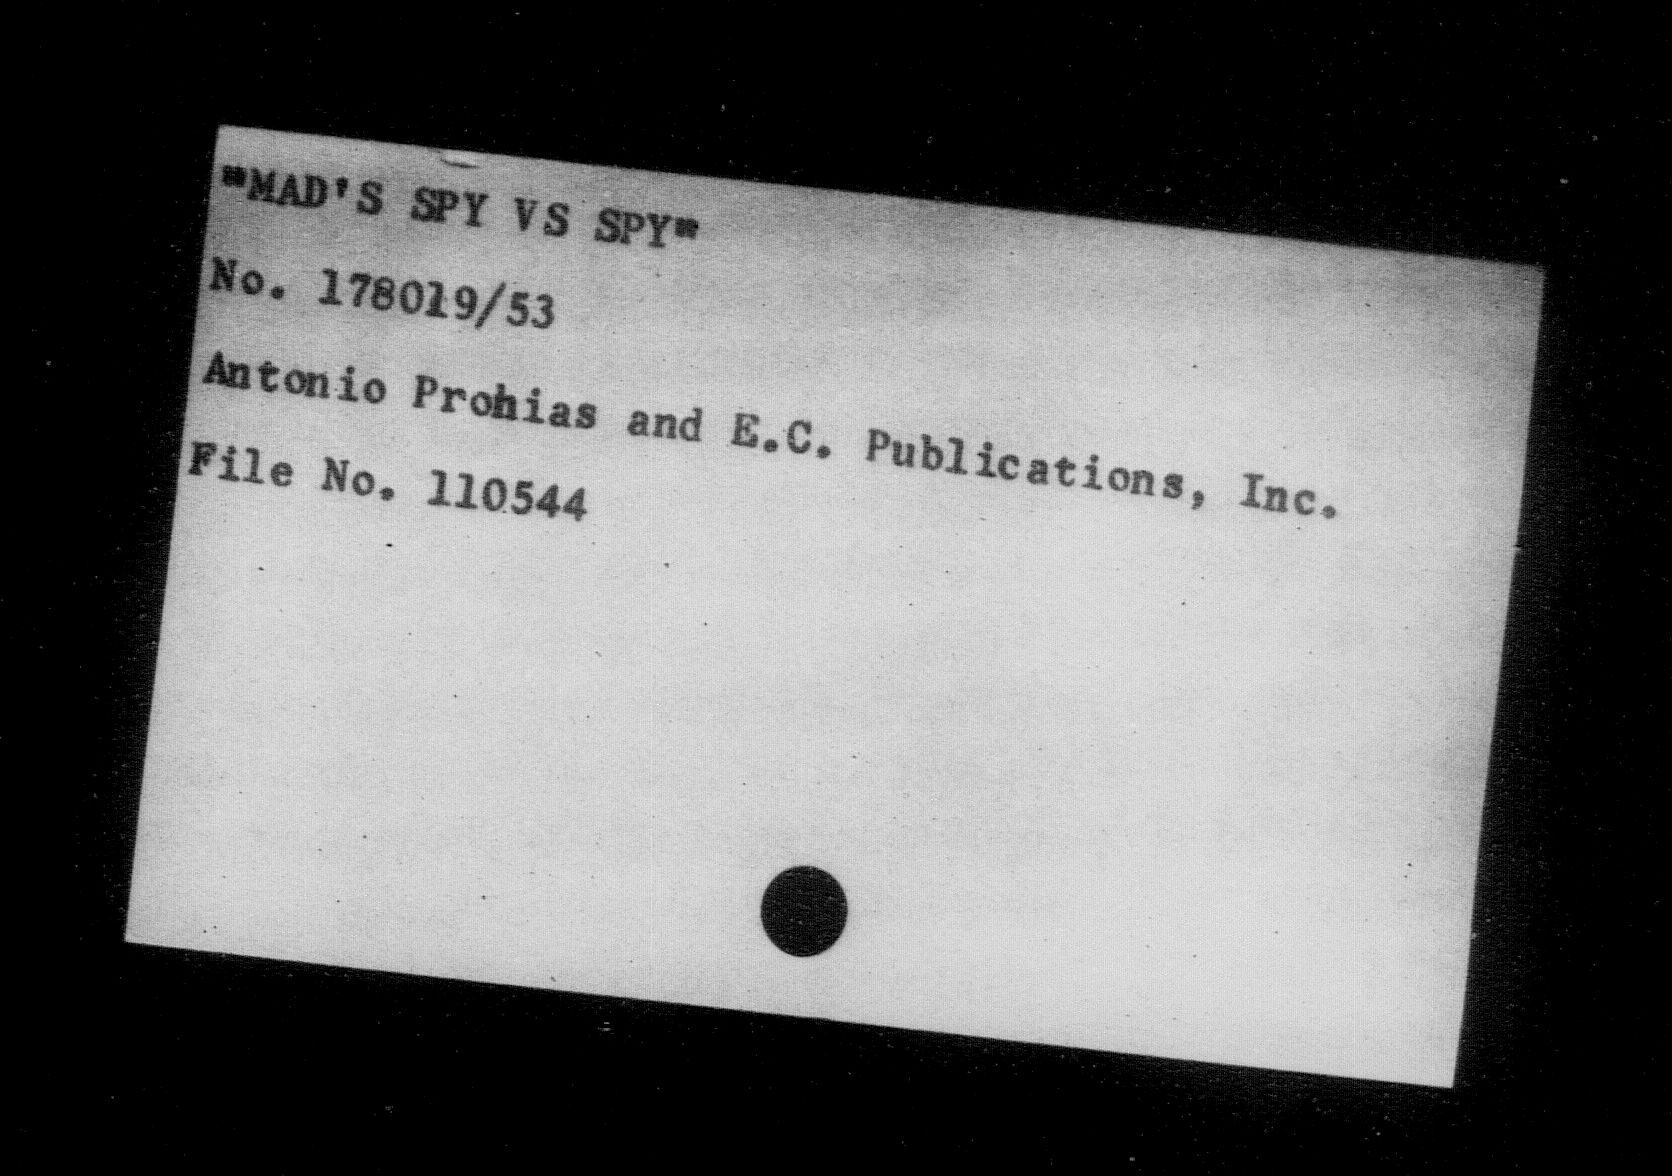 "MAD'S SPY VS SPY"
No. 178019/53
Antonio Prohias and E.C. Publications, Inc.
File No. 110544